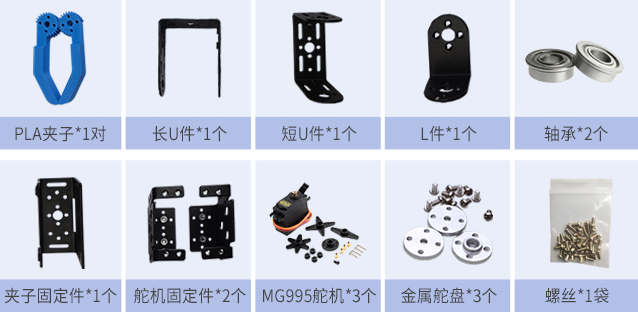 PLA夹子*1对
长U件*1个
短U件*1个
L件*1个
轴承*2个
夹子固定件*1个
舵机固定件*2个
MG995舵机*3个
金属舵盘*3个
螺丝*1袋